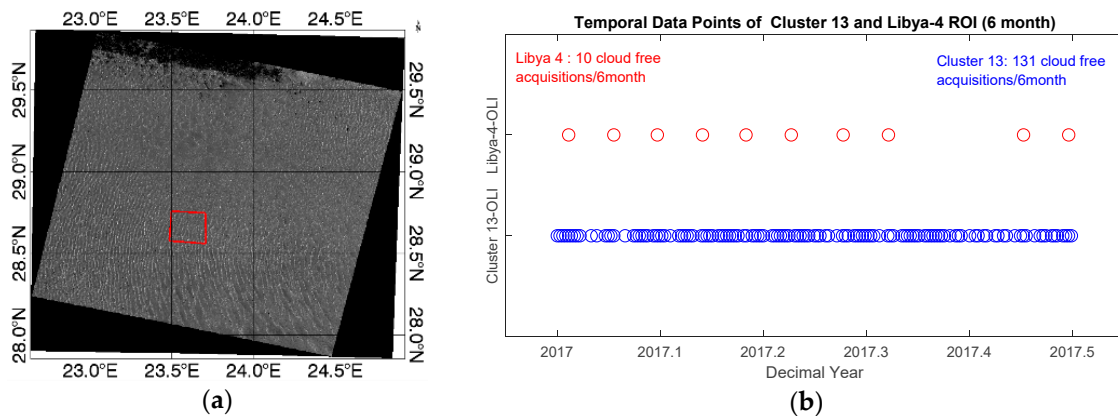 23.0°E 23.5°E 24.0°E 24.5°E
29.5°N 29.5°N
29.0°N 29.0°N
28.5°N 28.5°N
28.0°N 28.0°N
23.0°E 23.5°E 24.0°E 24.5°E
(a)
Temporal Data Points of Cluster 13 and Libya-4 ROI (6 month)
Libya 4 : 10 cloud free
acquisitions/6month
Cluster 13: 131 cloud free
acquisitions/6month
Libya-4-OLI
Cluster 13-OLI
2017 2017.1 2017.2 2017.3 2017.4 2017.5
Decimal Year
(b)